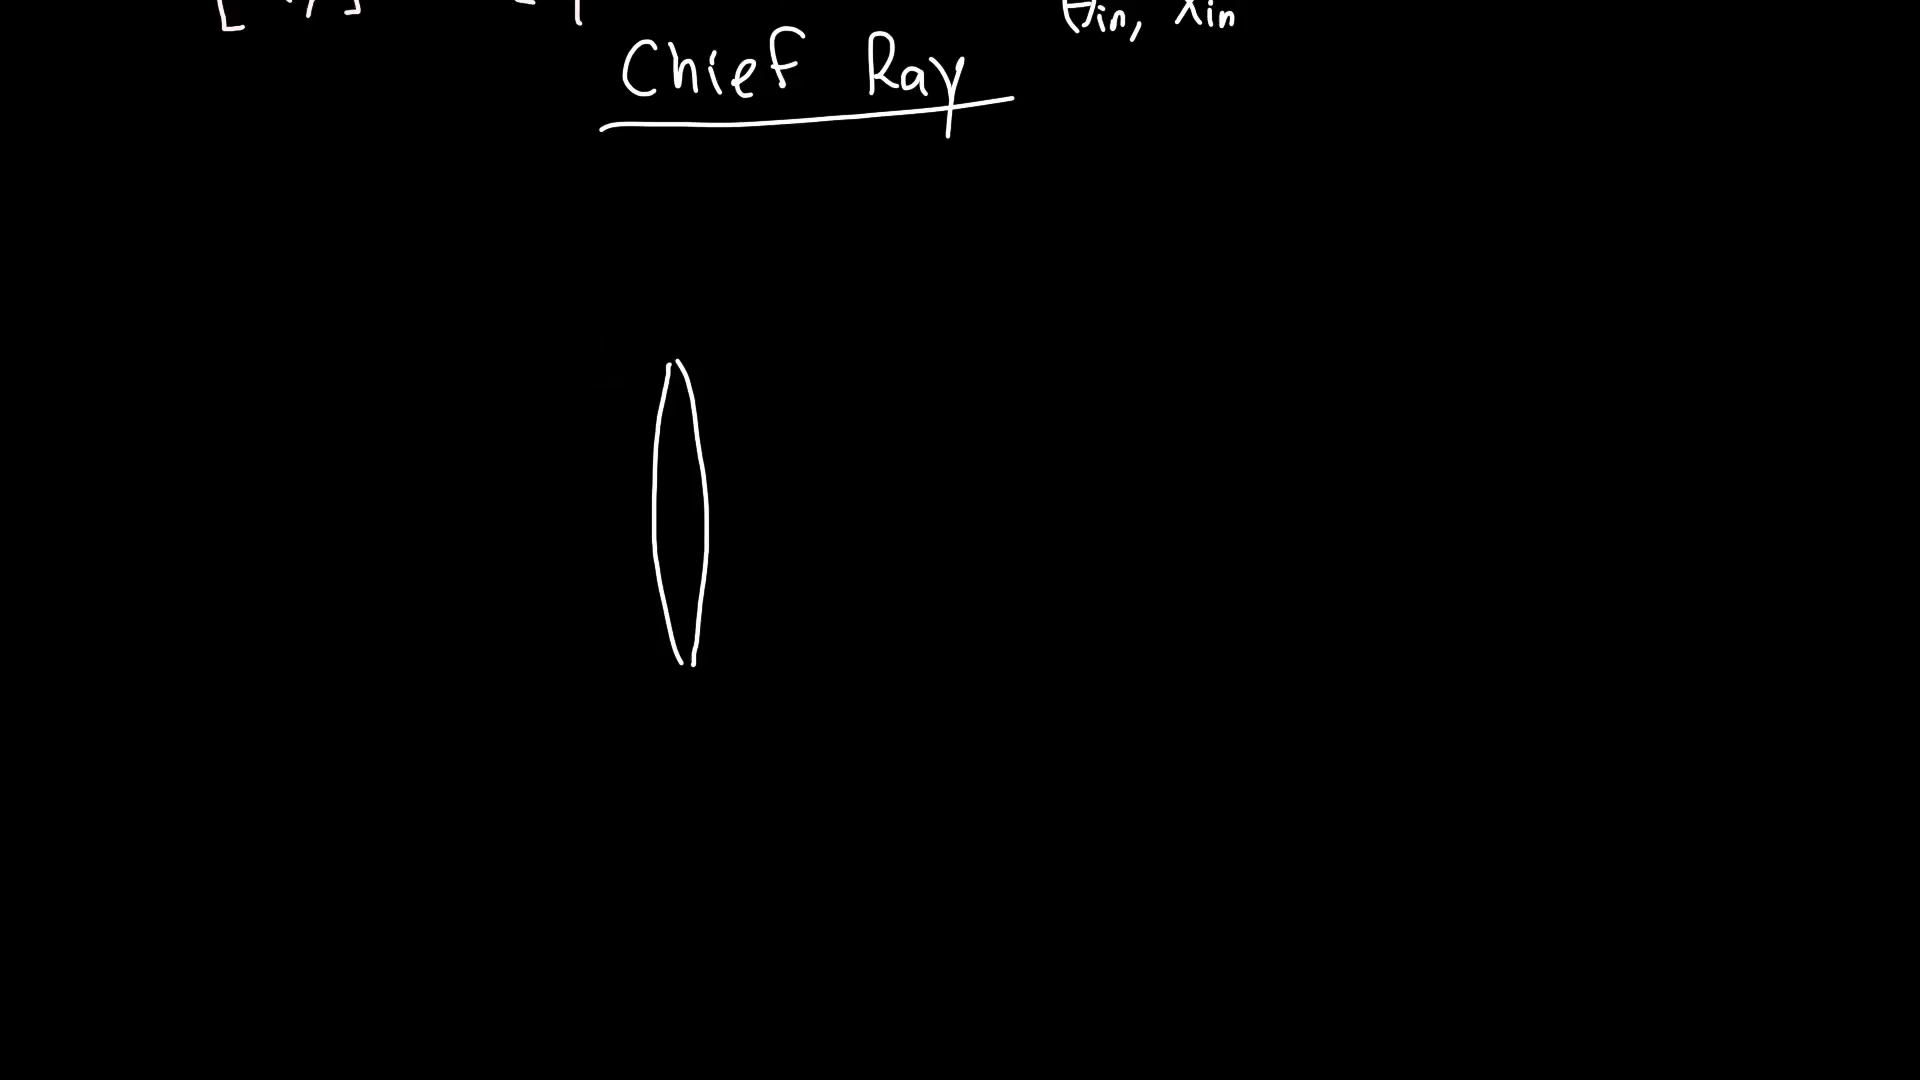 θin, xin
Chief Ray